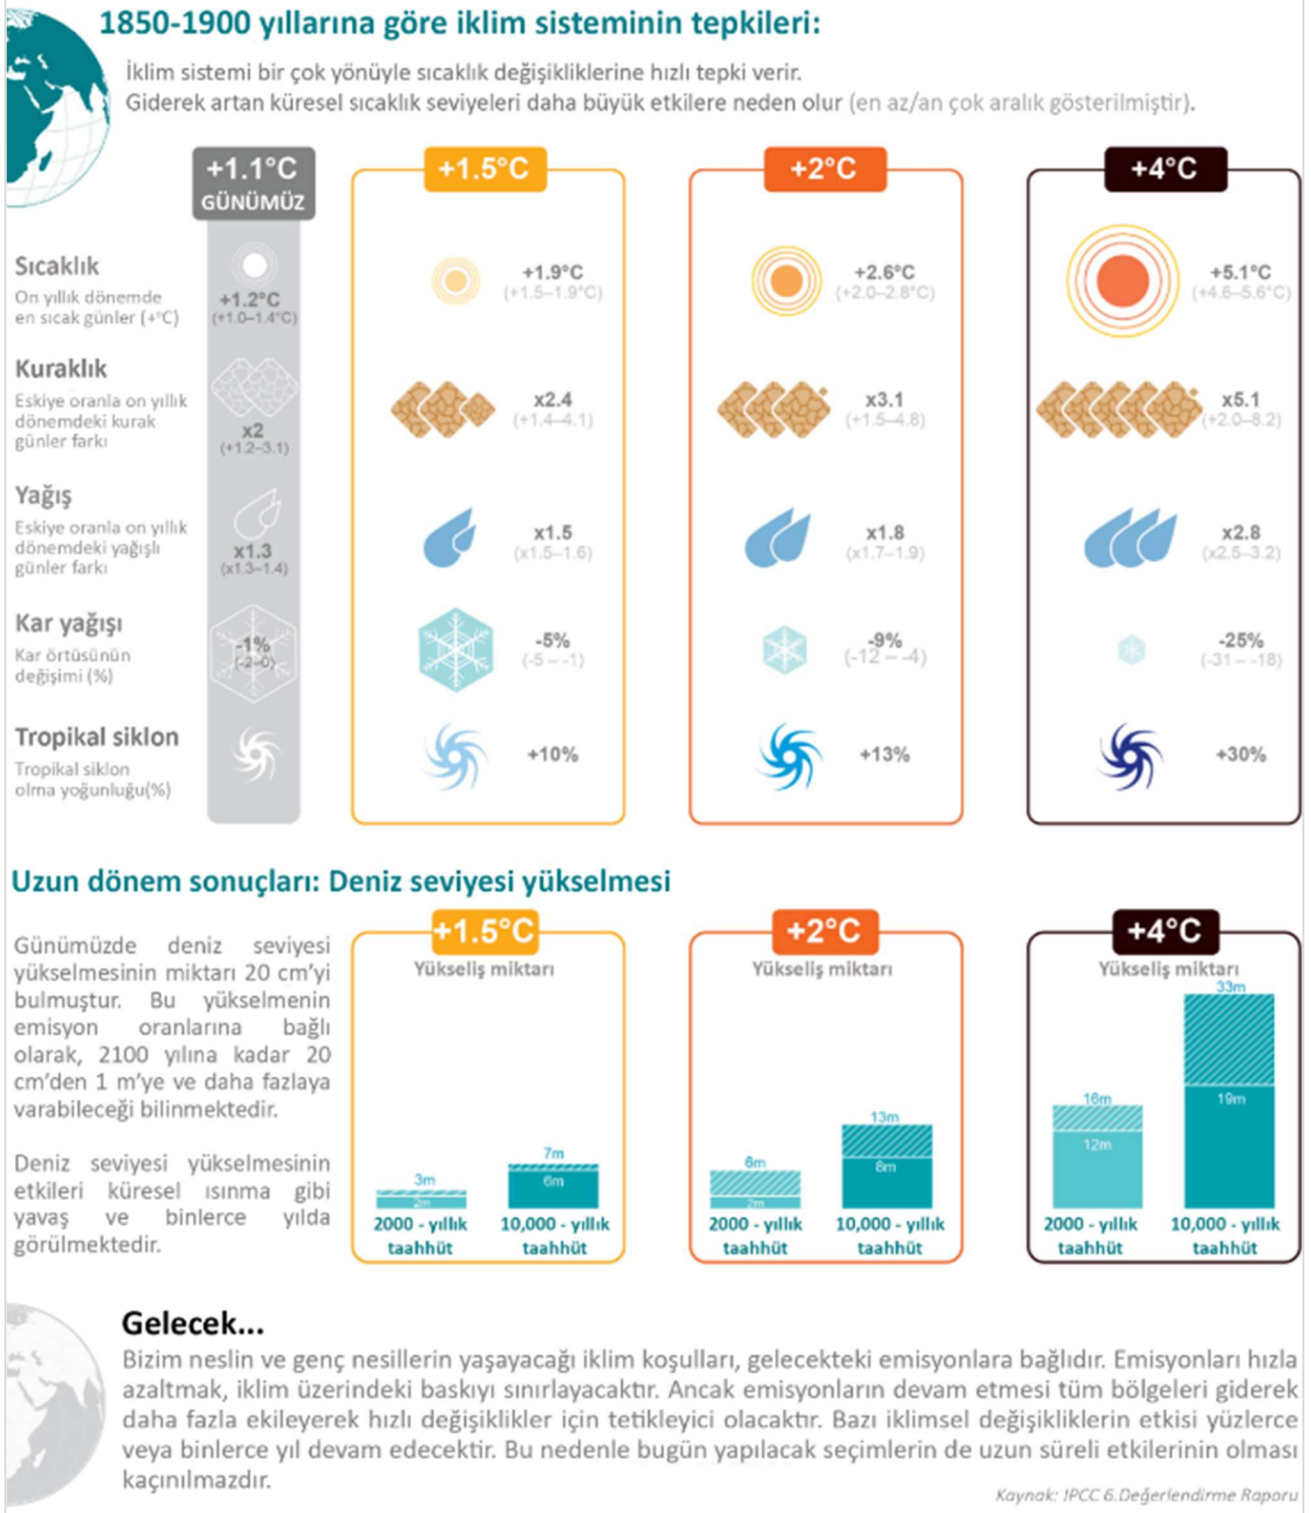 1850-1900 yıllarına göre iklim sisteminin tepkileri:
İklim sistemi bir çok yönüyle sıcaklık değişikliklerine hızlı tepki verir.
Giderek artan küresel sıcaklık seviyeleri daha büyük etkilere neden olur (en az/an çok aralık gösterilmiştir).
+1.1°C
GÜNÜMÜZ
+1.5°C
+2°C
+4°C
Sıcaklık
On yıllık dönemde
en sıcak günler (+°C)
+1.2°C
(+1.0–1.4°C)
+1.9°C
(+1.5–1.9°C)
+2.6°C
(+2.0–2.8°C)
+5.1°C
(+4.6–5.6°C)
Kuraklık
Eskiye oranla on yıllık
dönemdeki kurak
günler farkı
x2
(+1.2–3.1)
x2.4
(+1.4–4.1)
x3.1
(+1.5–4.8)
x5.1
(+2.0–8.2)
Yağış
Eskiye oranla on yıllık
dönemdeki yağışlı
günler farkı
x1.3
(x1.3–1.4)
x1.5
(x1.5–1.6)
x1.8
(x1.7–1.9)
x2.8
(x2.5–3.2)
Kar yağışı
Kar örtüsünün
değişimi (%)
-1%
(-2–0)
-5%
(-5 – -1)
-9%
(-12 – -4)
-25%
(-31 – -18)
Tropikal siklon
Tropikal siklon
olma yoğunluğu(%)
+10%
+13%
+30%
Uzun dönem sonuçları: Deniz seviyesi yükselmesi
Günümüzde deniz seviyesi
yükselmesinin miktarı 20 cm'yi
bulmuştur. Bu yükselmenin
emisyon oranlarına bağlı
olarak, 2100 yılına kadar 20
cm'den 1 m'ye ve daha fazlaya
varabileceği bilinmektedir.
Deniz seviyesi yükselmesinin
etkileri küresel ısınma gibi
yavaş ve binlerce yılda
görülmektedir.
+1.5°C
Yükseliş miktarı
3m
2m
7m
6m
2000 - yıllık
taahhüt
10,000 - yıllık
taahhüt
+2°C
Yükseliş miktarı
6m
2m
13m
8m
2000 - yıllık
taahhüt
10,000 - yıllık
taahhüt
+4°C
Yükseliş miktarı
16m
12m
33m
19m
2000 - yıllık
taahhüt
10,000 - yıllık
taahhüt
Gelecek...
Bizim neslin ve genç nesillerin yaşayacağı iklim koşulları, gelecekteki emisyonlara bağlıdır. Emisyonları hızla
azaltmak, iklim üzerindeki baskıyı sınırlayacaktır. Ancak emisyonların devam etmesi tüm bölgeleri giderek
daha fazla ekileyerek hızlı değişiklikler için tetikleyici olacaktır. Bazı iklimsel değişikliklerin etkisi yüzlerce
veya binlerce yıl devam edecektir. Bu nedenle bugün yapılacak seçimlerin de uzun süreli etkilerinin olması
kaçınılmazdır.
Kaynak: IPCC 6.Değerlendirme Raporu